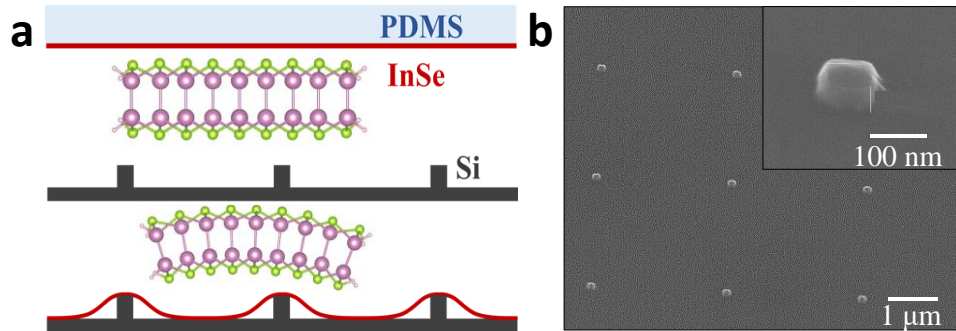 a
PDMS
InSe
Si
b
100 nm
1 µm